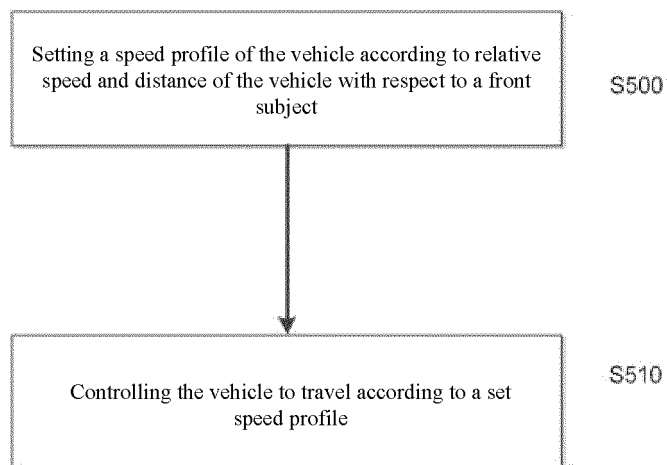 Setting a speed profile of the vehicle according to relative
speed and distance of the vehicle with respect to a front
subject
S500
Controlling the vehicle to travel according to a set
speed profile
S510